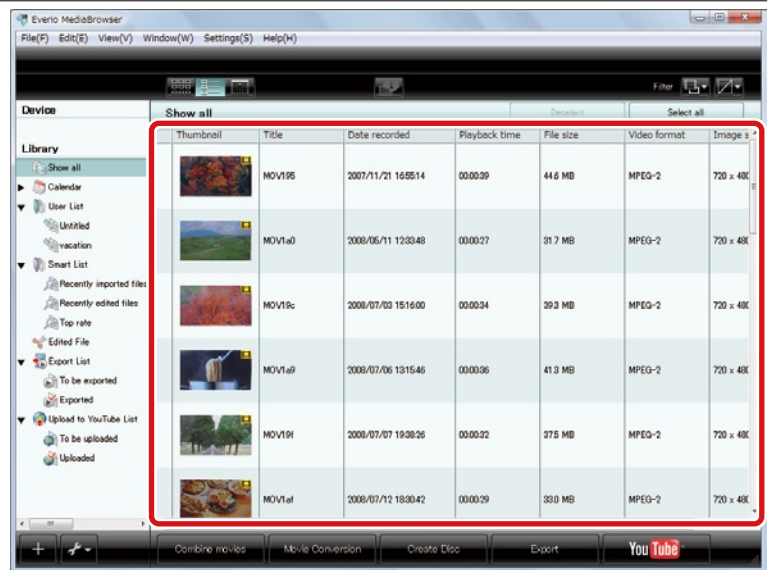 Everio MediaBrowser
File(F) Edit(E) View(V) Window(W) Settings(S) Help(H)
Filter
Device
Show all
Deselect
Select all
Library
Show all
Calendar
User List
Untitled
vacation
Smart List
Recently imported files
Recently edited files
Top rate
Edited File
Export List
To be exported
Exported
Upload to YouTube List
To be uploaded
Uploaded
Thumbnail Title Date recorded Playback time File size Video format Image s
MOV195 2007/11/21 16:55:14 00:00:39 44.6 MB MPEG-2 720 x 480
MOV1a0 2008/05/11 12:33:48 00:00:27 31.7 MB MPEG-2 720 x 480
MOV19c 2008/07/03 15:16:00 00:00:34 39.3 MB MPEG-2 720 x 480
MOV1a9 2008/07/06 13:15:46 00:00:36 41.3 MB MPEG-2 720 x 480
MOV19f 2008/07/07 19:30:26 00:00:32 37.5 MB MPEG-2 720 x 480
MOV1af 2008/07/12 18:30:42 00:00:29 33.0 MB MPEG-2 720 x 480
Combine movies Movie Conversion Create Disc Export YouTube